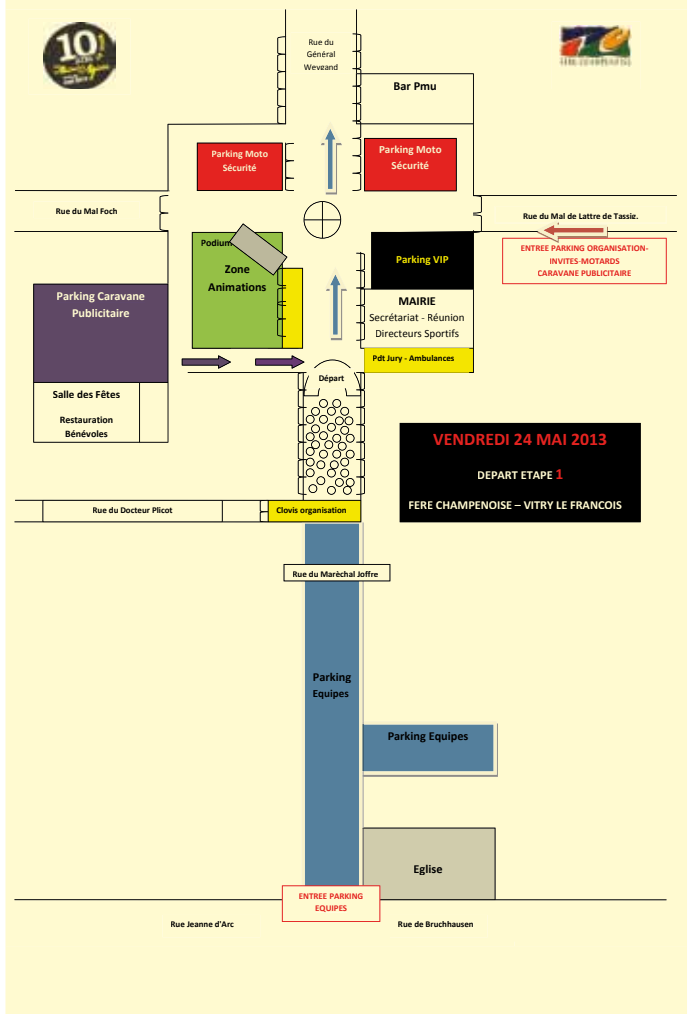 10
Rue du
Général
Weygand
Bar Pmu
Parking Moto
Sécurité
Parking Moto
Sécurité
Rue du Mal Foch
Rue du Mal de Lattre de Tassig.
Podium
Zone
Animations
Parking VIP
ENTREE PARKING ORGANISATION-
INVITES-MOTARDS
CARAVANE PUBLICITAIRE
Parking Caravane
Publicitaire
MAIRIE
Secrétariat - Réunion
Directeurs Sportifs
Pdt Jury - Ambulances
Départ
Salle des Fêtes
Restauration
Bénévoles
VENDREDI 24 MAI 2013
DEPART ETAPE 1
FERE CHAMPENOISE – VITRY LE FRANCOIS
Rue du Docteur Plicot
Clovis organisation
Rue du Marèchal Joffre
Parking
Equipes
Parking Equipes
Eglise
ENTREE PARKING
EQUIPES
Rue Jeanne d'Arc
Rue de Bruchhausen